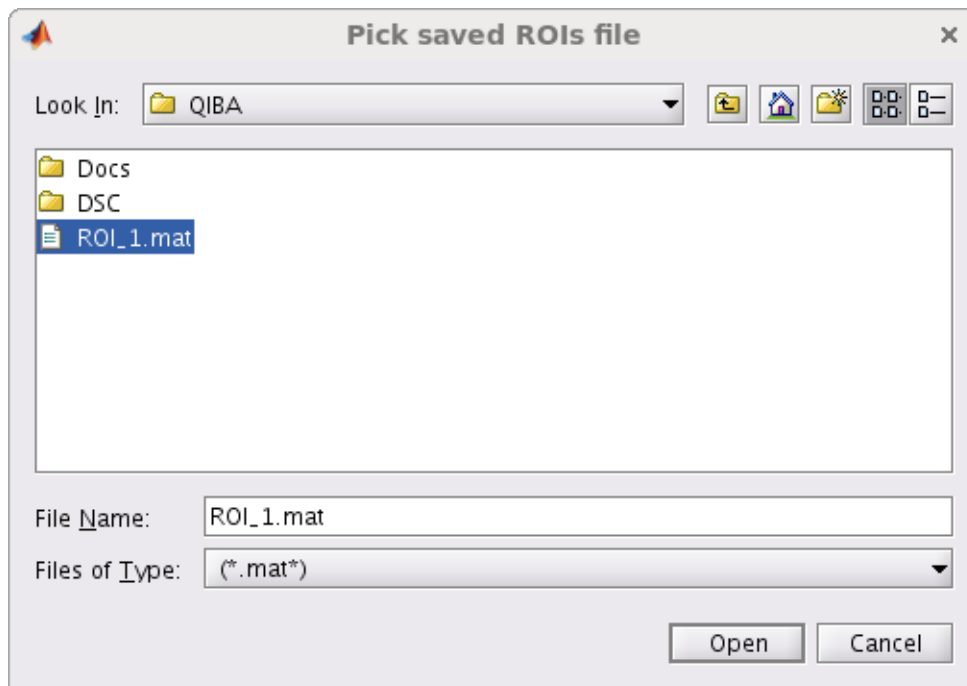 Pick saved ROIs file
Look In: QIBA
Docs
DSC
ROI_1.mat
File Name: ROI_1.mat
Files of Type: (*.mat*)
Open Cancel